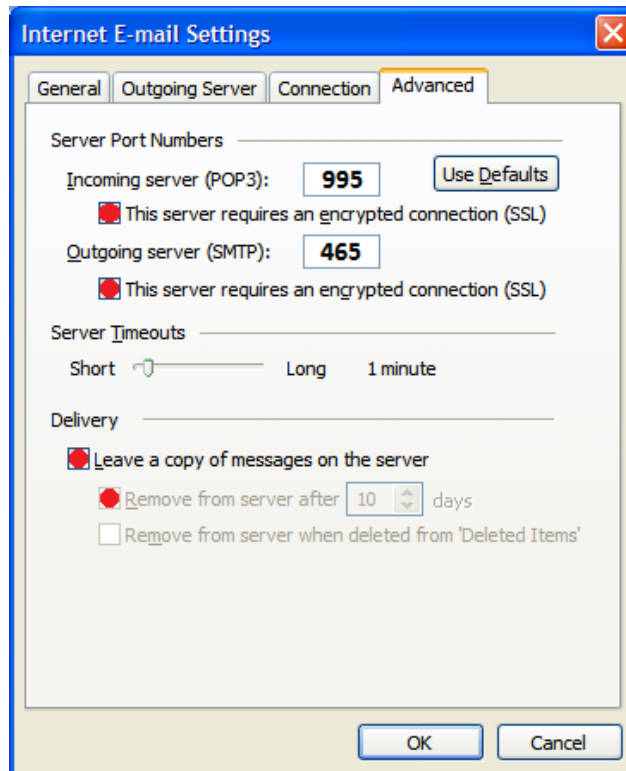 Internet E-mail Settings
General Outgoing Server Connection Advanced
Server Port Numbers
Incoming server (POP3): 995 Use Defaults
This server requires an encrypted connection (SSL)
Outgoing server (SMTP): 465
This server requires an encrypted connection (SSL)
Server Timeouts
Short Long 1 minute
Delivery
Leave a copy of messages on the server
Remove from server after 10 days
Remove from server when deleted from 'Deleted Items'
OK Cancel